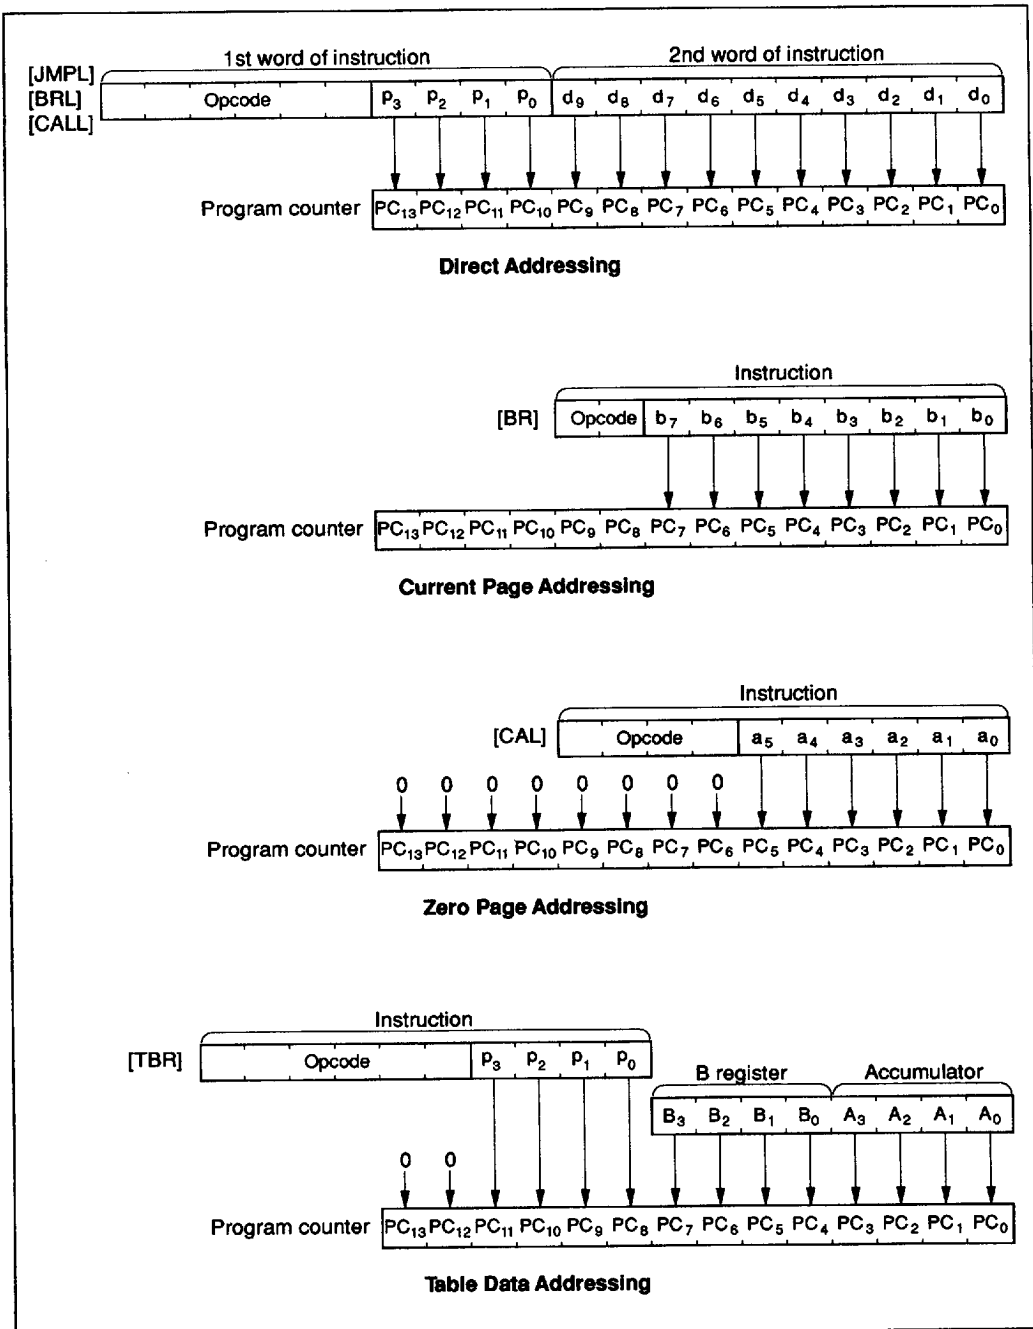 1st word of instruction 2nd word of instruction
[JMPL]
[BRL] Opcode p3 p2 p1 p0 d9 d8 d7 d6 d5 d4 d3 d2 d1 d0
[CALL]
Program counter PC13 PC12 PC11 PC10 PC9 PC8 PC7 PC6 PC5 PC4 PC3 PC2 PC1 PC0
Direct Addressing
Instruction
[BR] Opcode b7 b6 b5 b4 b3 b2 b1 b0
Program counter PC13 PC12 PC11 PC10 PC9 PC8 PC7 PC6 PC5 PC4 PC3 PC2 PC1 PC0
Current Page Addressing
Instruction
[CAL] Opcode a5 a4 a3 a2 a1 a0
0 0 0 0 0 0 0 0
Program counter PC13 PC12 PC11 PC10 PC9 PC8 PC7 PC6 PC5 PC4 PC3 PC2 PC1 PC0
Zero Page Addressing
Instruction
[TBR] Opcode p3 p2 p1 p0
B register Accumulator
B3 B2 B1 B0 A3 A2 A1 A0
0 0
Program counter PC13 PC12 PC11 PC10 PC9 PC8 PC7 PC6 PC5 PC4 PC3 PC2 PC1 PC0
Table Data Addressing